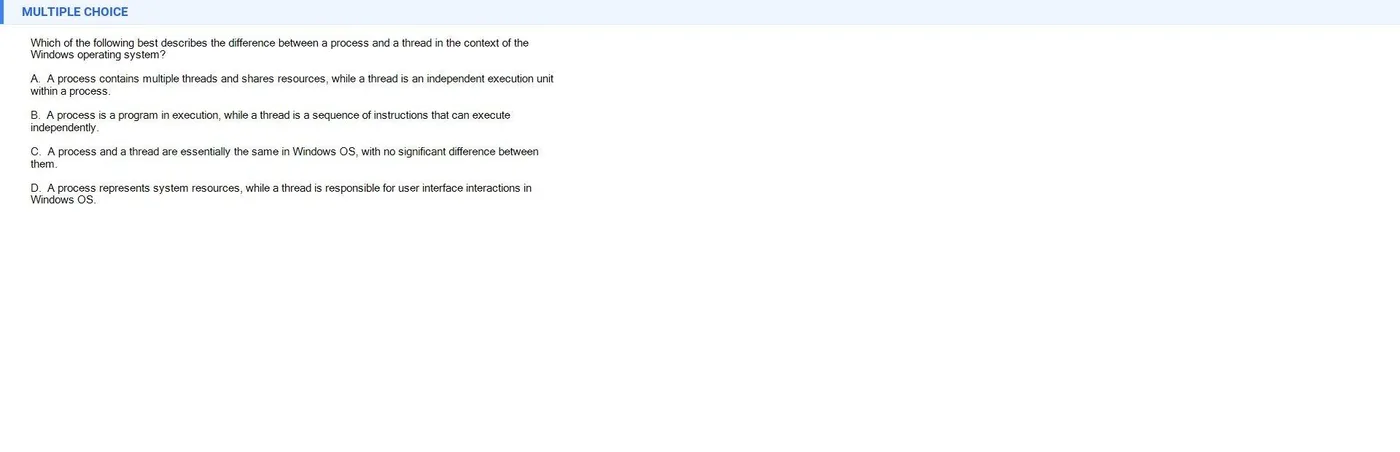 MULTIPLE CHOICE
Which of the following best describes the difference between a process and a thread in the context of the
Windows operating system?
A. A process contains multiple threads and shares resources, while a thread is an independent execution unit
within a process.
B. A process is a program in execution, while a thread is a sequence of instructions that can execute
independently.
C. A process and a thread are essentially the same in Windows OS, with no significant difference between
them.
D. A process represents system resources, while a thread is responsible for user interface interactions in
Windows OS.